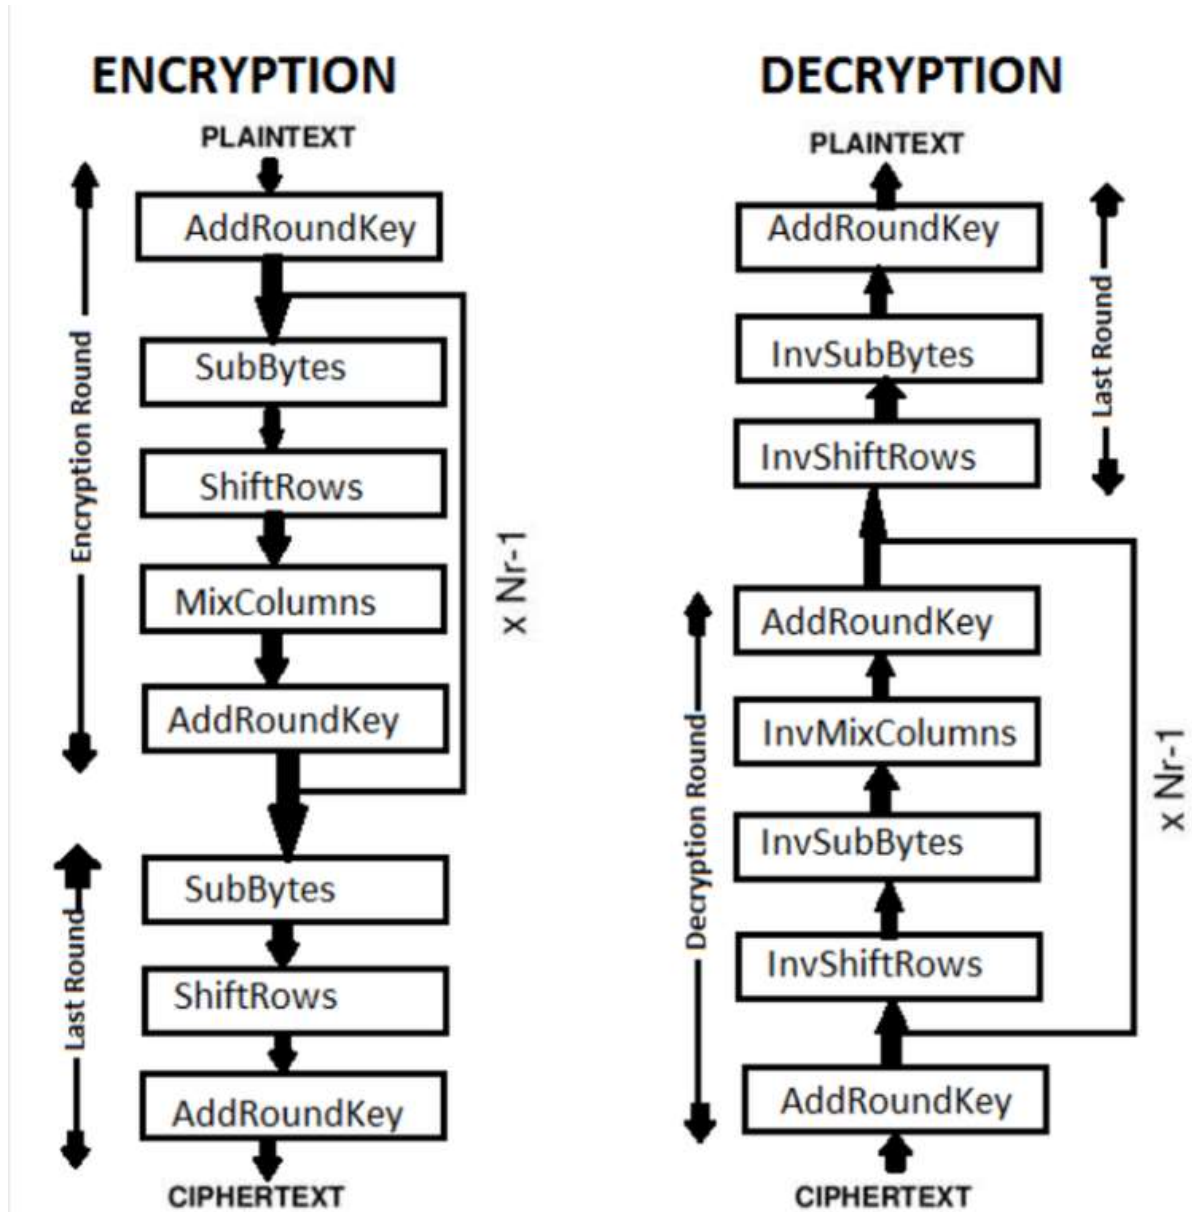 ENCRYPTION
PLAINTEXT
AddRoundKey
SubBytes
ShiftRows
MixColumns
AddRoundKey
SubBytes
ShiftRows
AddRoundKey
CIPHERTEXT
Encryption Round
Last Round
x Nr-1
DECRYPTION
PLAINTEXT
AddRoundKey
InvSubBytes
InvShiftRows
AddRoundKey
InvMixColumns
InvSubBytes
InvShiftRows
AddRoundKey
CIPHERTEXT
Last Round
Decryption Round
x Nr-1